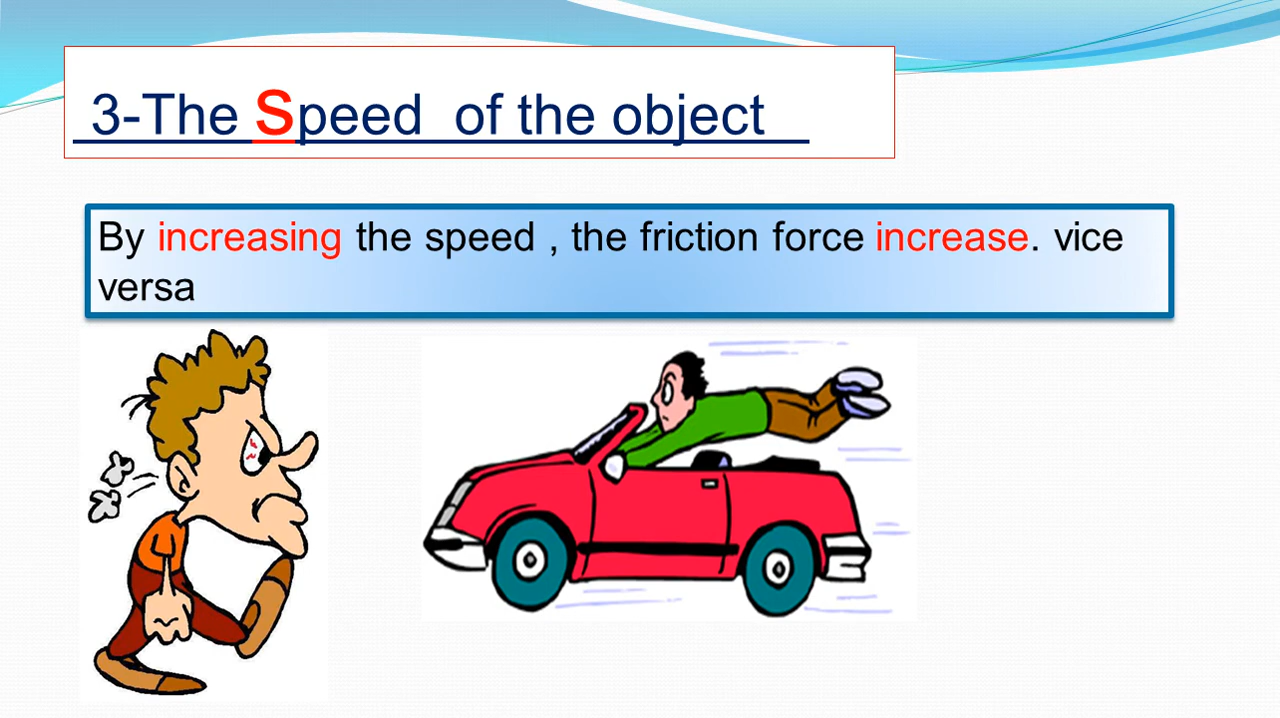 3-The Speed of the object
By increasing the speed , the friction force increase. vice
versa